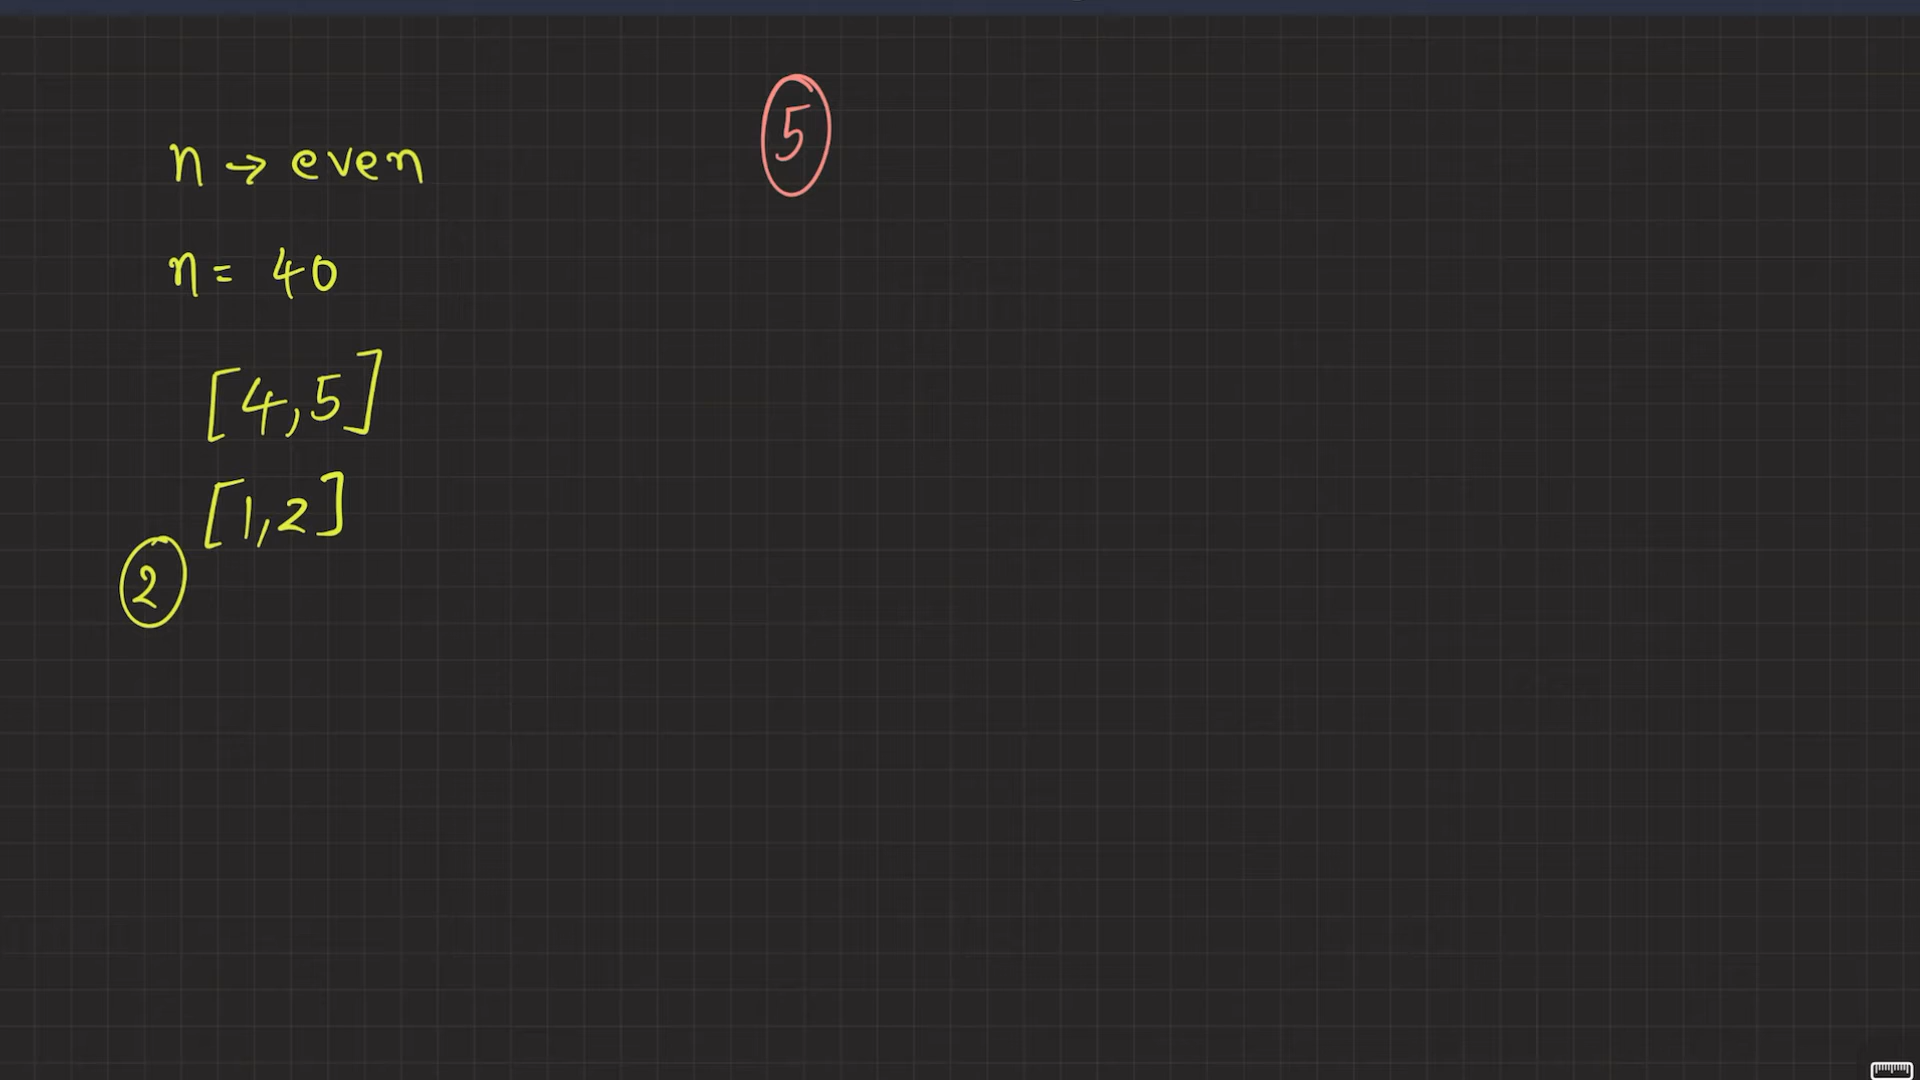 5
n → even
n = 40
[4,5]
[1,2]
2